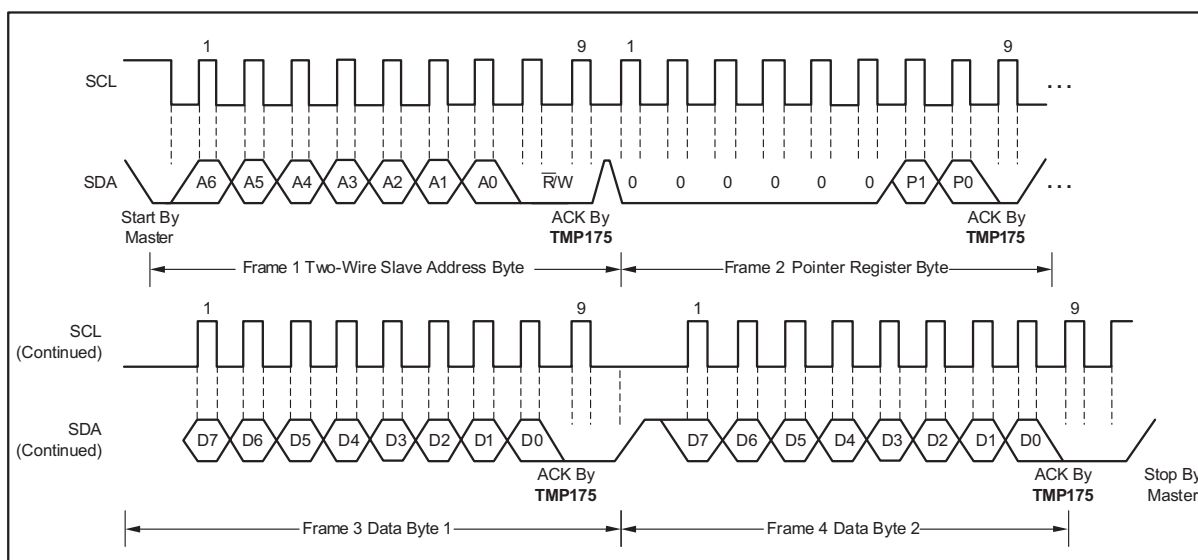 1 9 1 9
SCL
...
SDA
A6 A5 A4 A3 A2 A1 A0 R̅/W 0 0 0 0 0 0 P1 P0
...
Start By
Master
ACK By
TMP175
ACK By
TMP175
Frame 1 Two-Wire Slave Address Byte
Frame 2 Pointer Register Byte
1 9 1 9
SCL
(Continued)
SDA
(Continued)
D7 D6 D5 D4 D3 D2 D1 D0 D7 D6 D5 D4 D3 D2 D1 D0
ACK By
TMP175
ACK By
TMP175
Stop By
Master
Frame 3 Data Byte 1
Frame 4 Data Byte 2